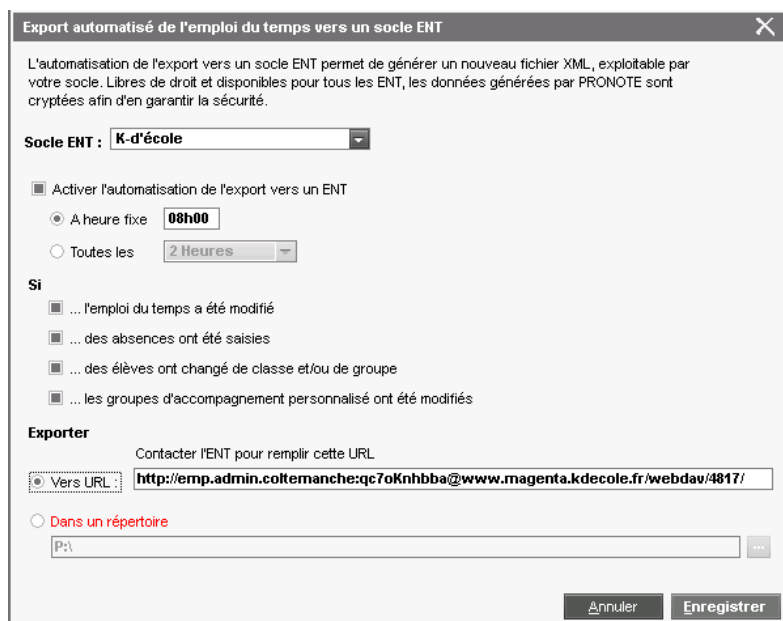 Export automatisé de l'emploi du temps vers un socle ENT
L'automatisation de l'export vers un socle ENT permet de générer un nouveau fichier XML, exploitable par
votre socle. Libres de droit et disponibles pour tous les ENT, les données générées par PRONOTE sont
cryptées afin d'en garantir la sécurité.
Socle ENT : K-d'école
Activer l'automatisation de l'export vers un ENT
A heure fixe 08h00
Toutes les 2 Heures
Si
... l'emploi du temps a été modifié
... des absences ont été saisies
... des élèves ont changé de classe et/ou de groupe
... les groupes d'accompagnement personnalisé ont été modifiés
Exporter
Contacter l'ENT pour remplir cette URL
Vers URL : http://emp.admin.coltemanche:qc7oKnhbba@www.magenta.kdecole.fr/webdav/4817/
Dans un répertoire
P:\
...
Annuler Enregistrer